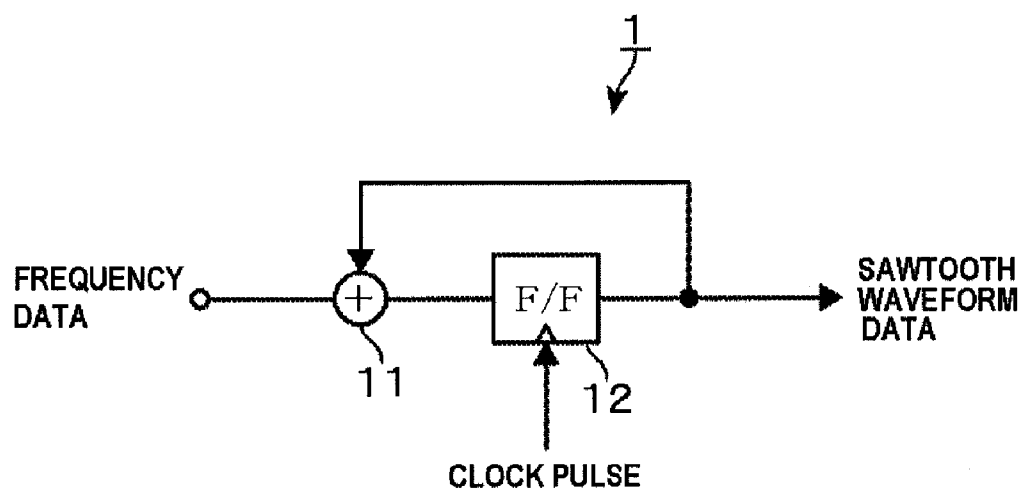 1
FREQUENCY
DATA
+
F/F
SAWTOOTH
WAVEFORM
DATA
11
12
CLOCK PULSE